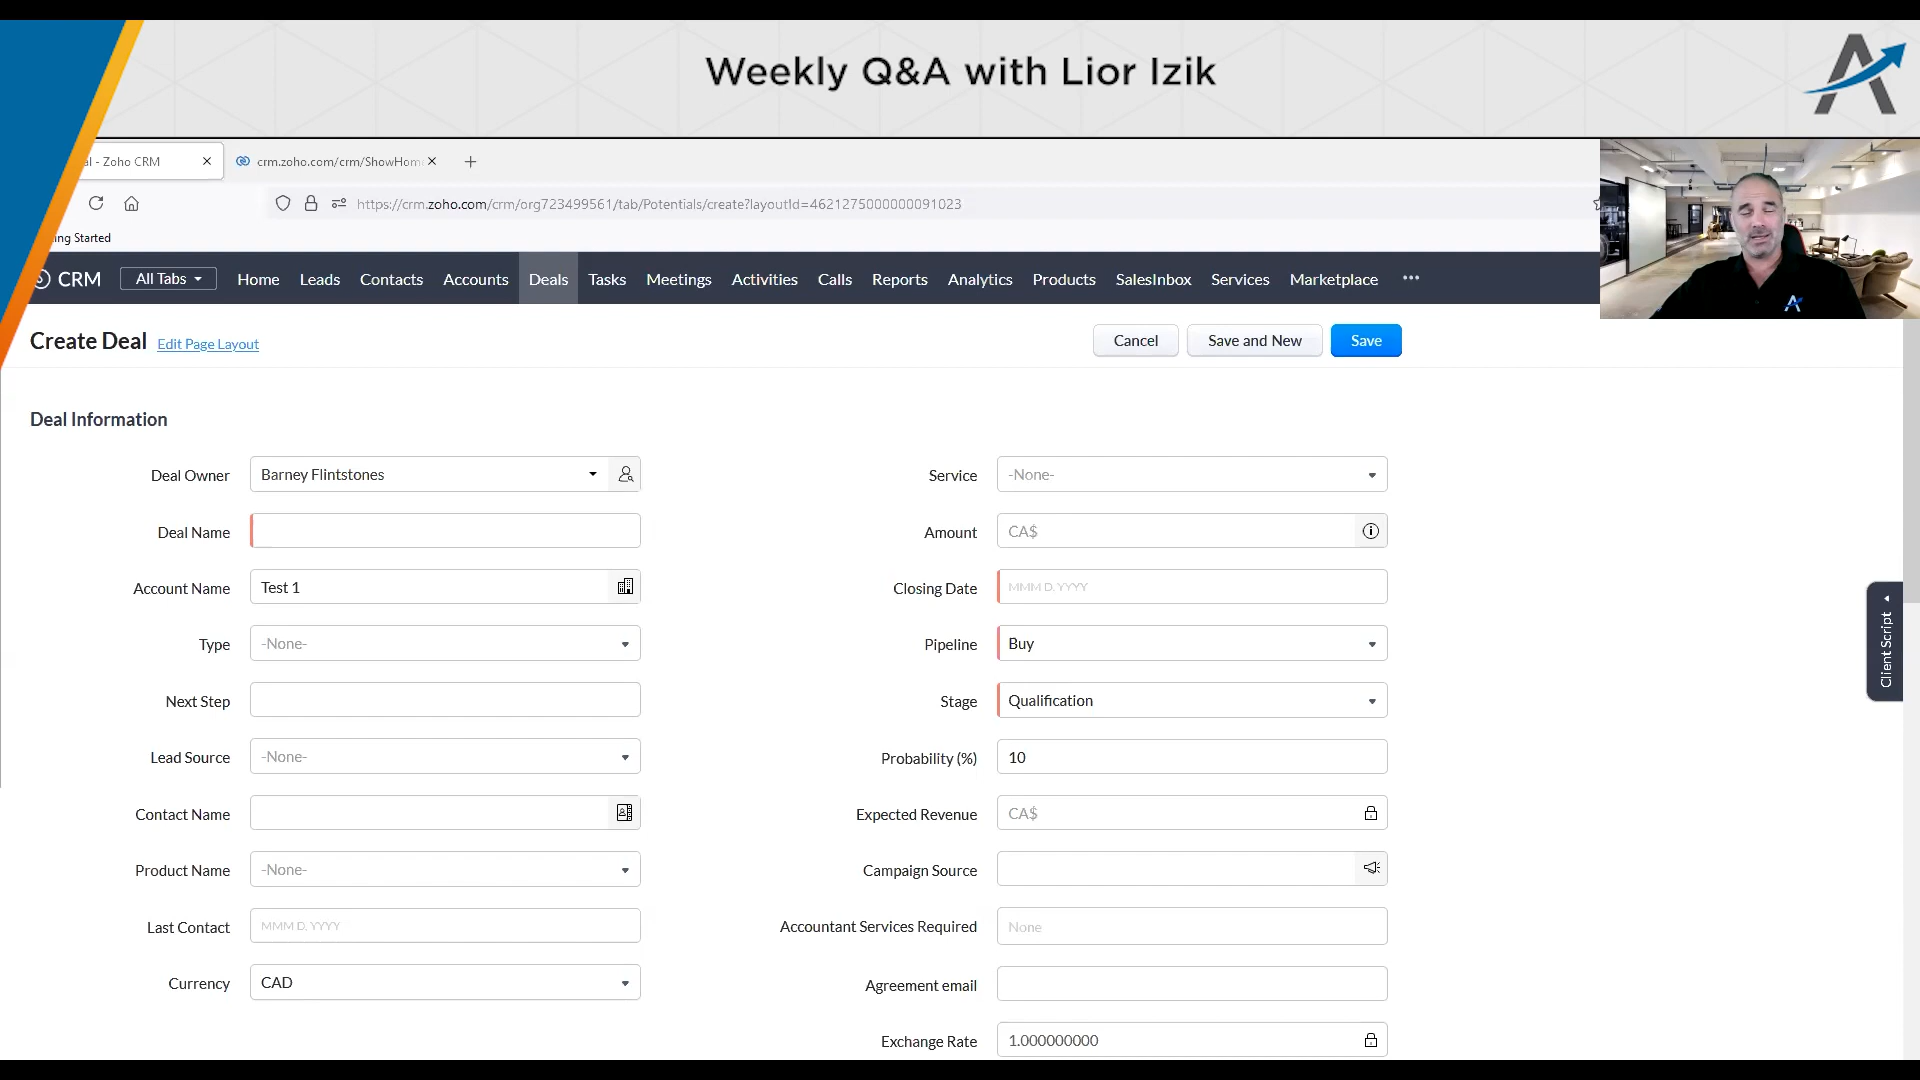 Weekly Q&A with Lior Izik
al - Zoho CRM
crm.zoho.com/crm/ShowHom
https://crm.zoho.com/crm/org723499561/tab/Potentials/create?layoutId=4621275000000091023
ing Started
CRM
All Tabs
Home
Leads
Contacts
Accounts
Deals
Tasks
Meetings
Activities
Calls
Reports
Analytics
Products
SalesInbox
Services
Marketplace
Create Deal
Edit Page Layout
Cancel
Save and New
Save
Deal Information
Deal Owner
Barney Flintstones
Service
-None-
Deal Name
Amount
CA$
Account Name
Test 1
Closing Date
MMM D, YYYY
Type
-None-
Pipeline
Buy
Next Step
Stage
Qualification
Lead Source
-None-
Probability (%)
10
Contact Name
Expected Revenue
CA$
Product Name
-None-
Campaign Source
Last Contact
MMM D, YYYY
Accountant Services Required
None
Currency
CAD
Agreement email
Exchange Rate
1.000000000
Client Script